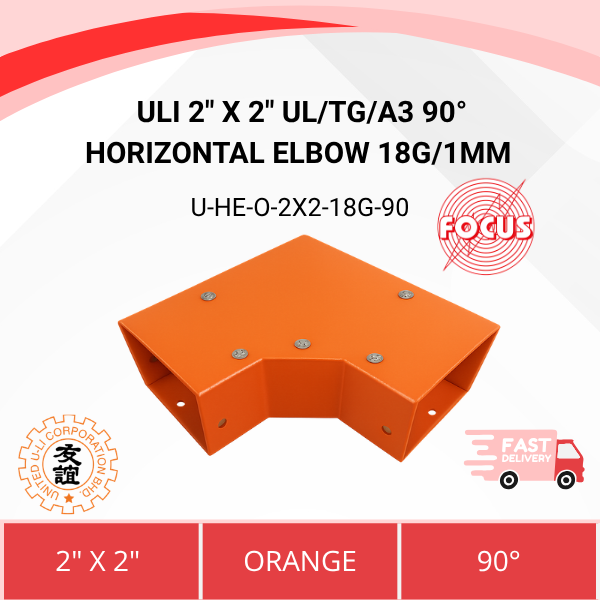 ULI 2" X 2" UL/TG/A3 90°
HORIZONTAL ELBOW 18G/1MM
U-HE-O-2X2-18G-90
FOCUS
UNITED U-LI CORPORATION BHD.
友
誼
FAST
DELIVERY
2" X 2"
ORANGE
90°